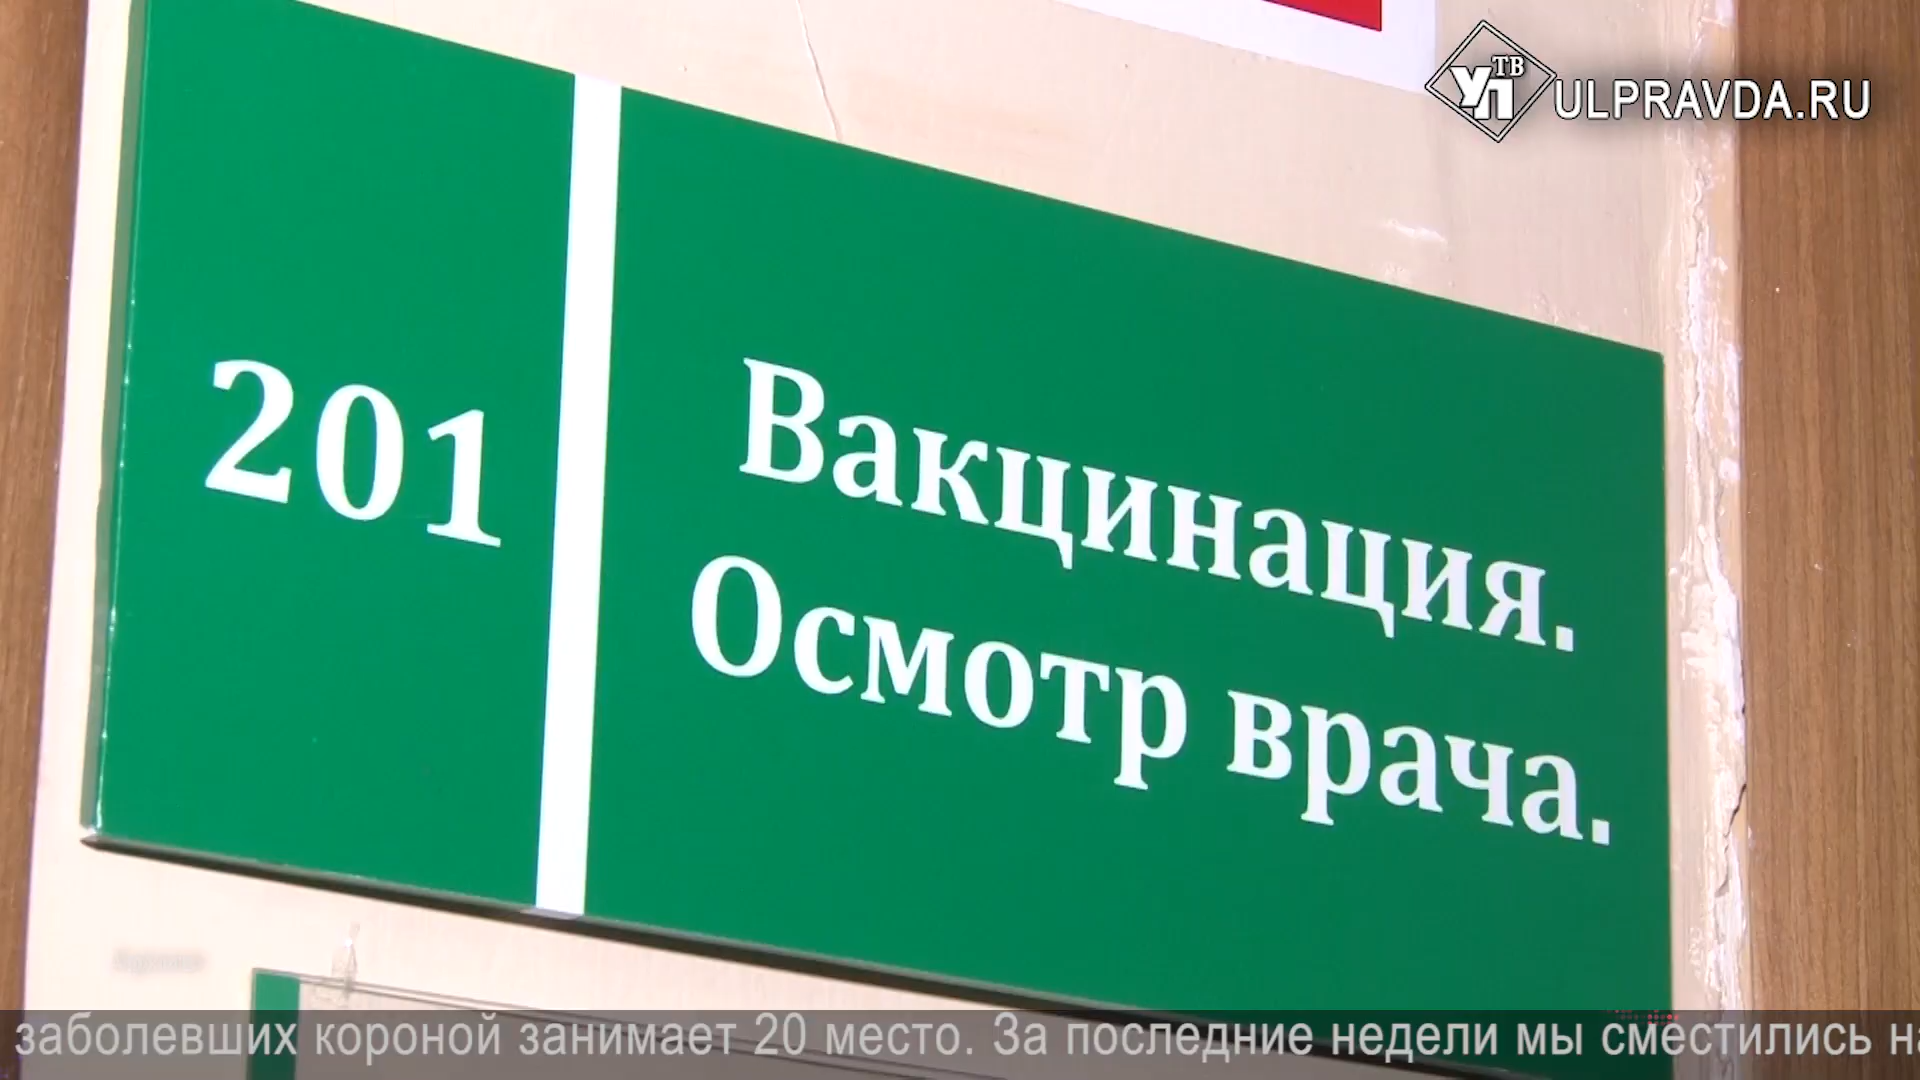 УП ТВ
ULPRAVDA.RU
201
Вакцинация.
Осмотр врача.
заболевших короной занимает 20 место. За последние недели мы сместились на